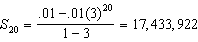 S₂₀ = (.01 - .01(3)²⁰) / (1 - 3) = 17,433,922